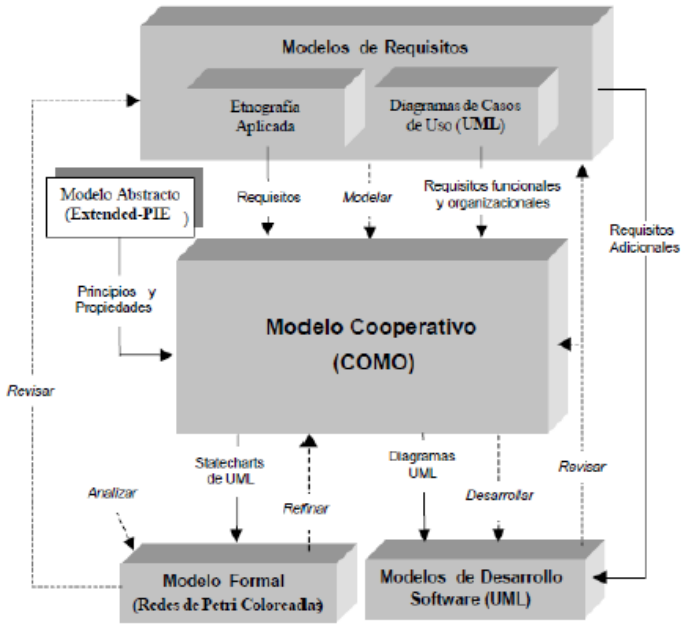 Modelos de Requisitos
Etnografía
Aplicada
Diagramas de Casos
de Uso (UML)
Modelo Abstracto
(Extended-PIE )
Requisitos
Modelar
Requisitos funcionales
y organizacionales
Requisitos
Adicionales
Principios y
Propiedades
Modelo Cooperativo
(COMO)
Revisar
Statecharts
de UML
Refinar
Diagramas
UML
Desarrollar
Revisar
Analizar
Modelo Formal
(Redes de Petri Coloreadas)
Modelos de Desarrollo
Software (UML)